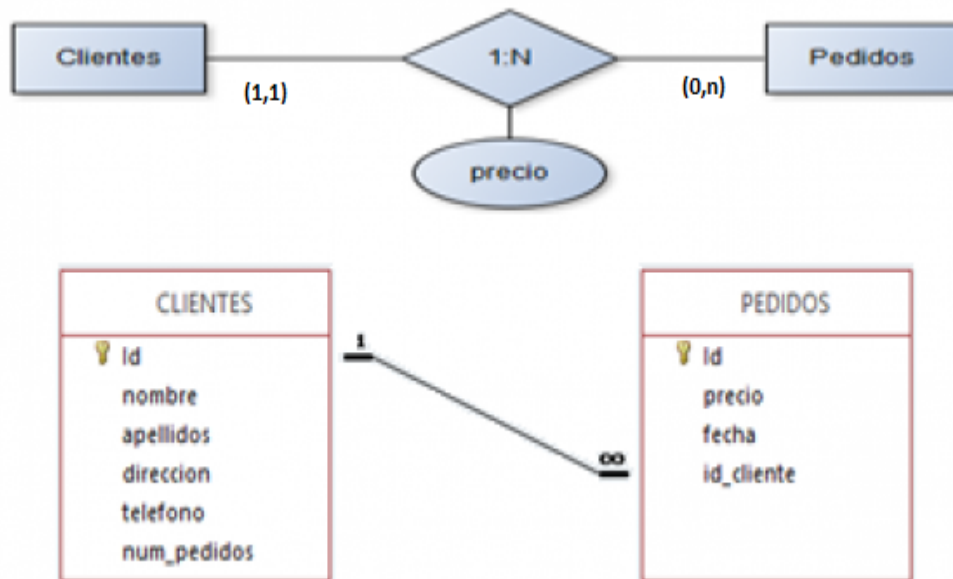 Clientes
1:N
Pedidos
(1,1)
(0,n)
precio
CLIENTES
Id
nombre
apellidos
direccion
telefono
num_pedidos
1
∞
PEDIDOS
Id
precio
fecha
id_cliente